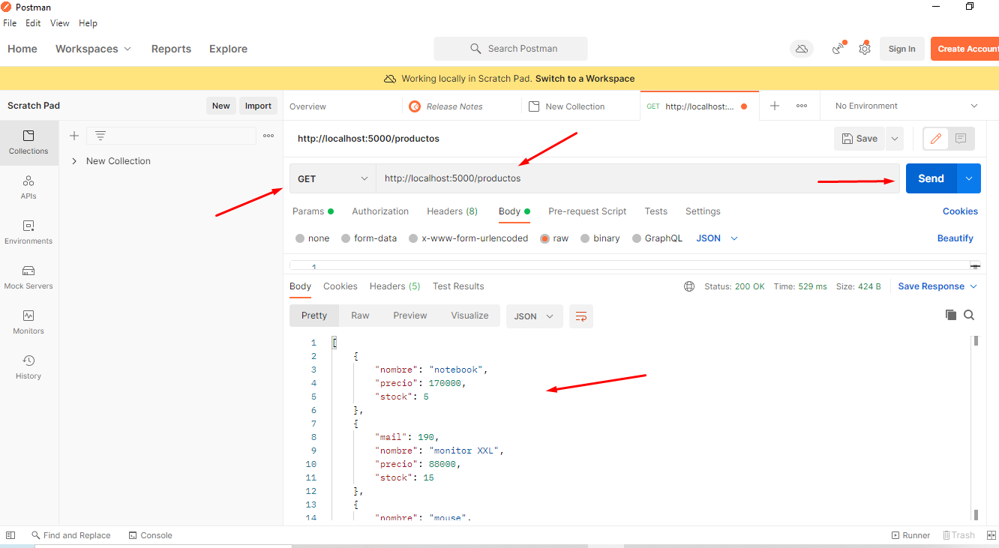 Postman
File Edit View Help
Home Workspaces Reports Explore Search Postman Sign In Create Account
Working locally in Scratch Pad. Switch to a Workspace
Scratch Pad New Import Overview Release Notes New Collection GET http://localhost:... No Environment
Collections
New Collection
APIs
Environments
Mock Servers
Monitors
History
http://localhost:5000/productos Save
GET http://localhost:5000/productos Send
Params Authorization Headers (8) Body Pre-request Script Tests Settings Cookies
none form-data x-www-form-urlencoded raw binary GraphQL JSON Beautify
1
Body Cookies Headers (5) Test Results Status: 200 OK Time: 529 ms Size: 424 B Save Response
Pretty Raw Preview Visualize JSON
1 [
2 {
3 "nombre": "notebook",
4 "precio": 170000,
5 "stock": 5
6 },
7 {
8 "mail": 190,
9 "nombre": "monitor XXL",
10 "precio": 88000,
11 "stock": 15
12 },
13 {
14 "nombre": "mouse",
Find and Replace Console Runner Trash